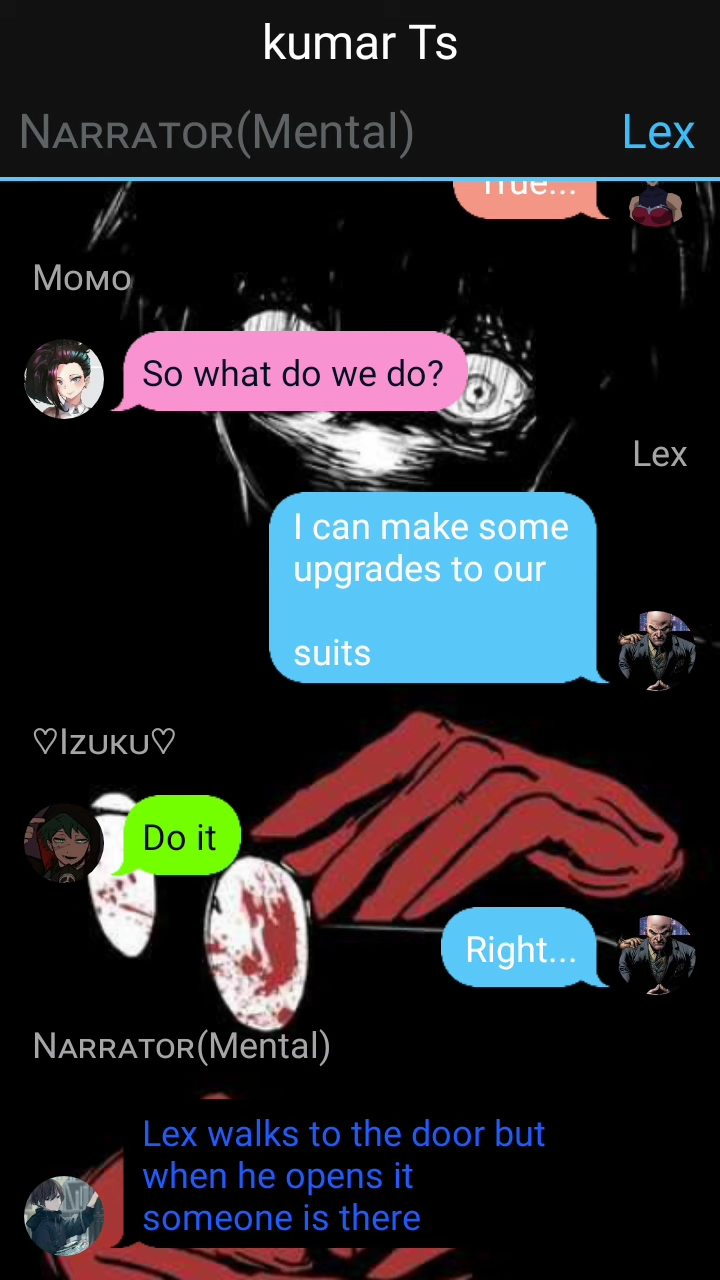 kumar Ts
Narrator(Mental)
Lex
True...
Momo
So what do we do?
Lex
I can make some
upgrades to our
suits
♡Izuku♡
Do it
Right...
Narrator(Mental)
Lex walks to the door but
when he opens it
someone is there